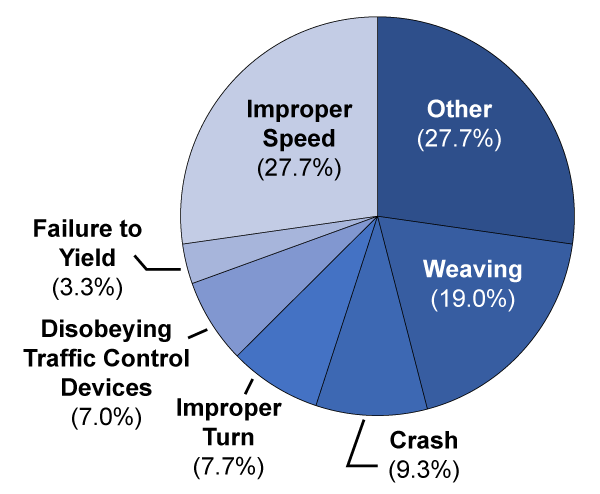 Improper
Speed
(27.7%)
Other
(27.7%)
Failure to
Yield
(3.3%)
Weaving
(19.0%)
Disobeying
Traffic Control
Devices
(7.0%)
Improper
Turn
(7.7%)
Crash
(9.3%)